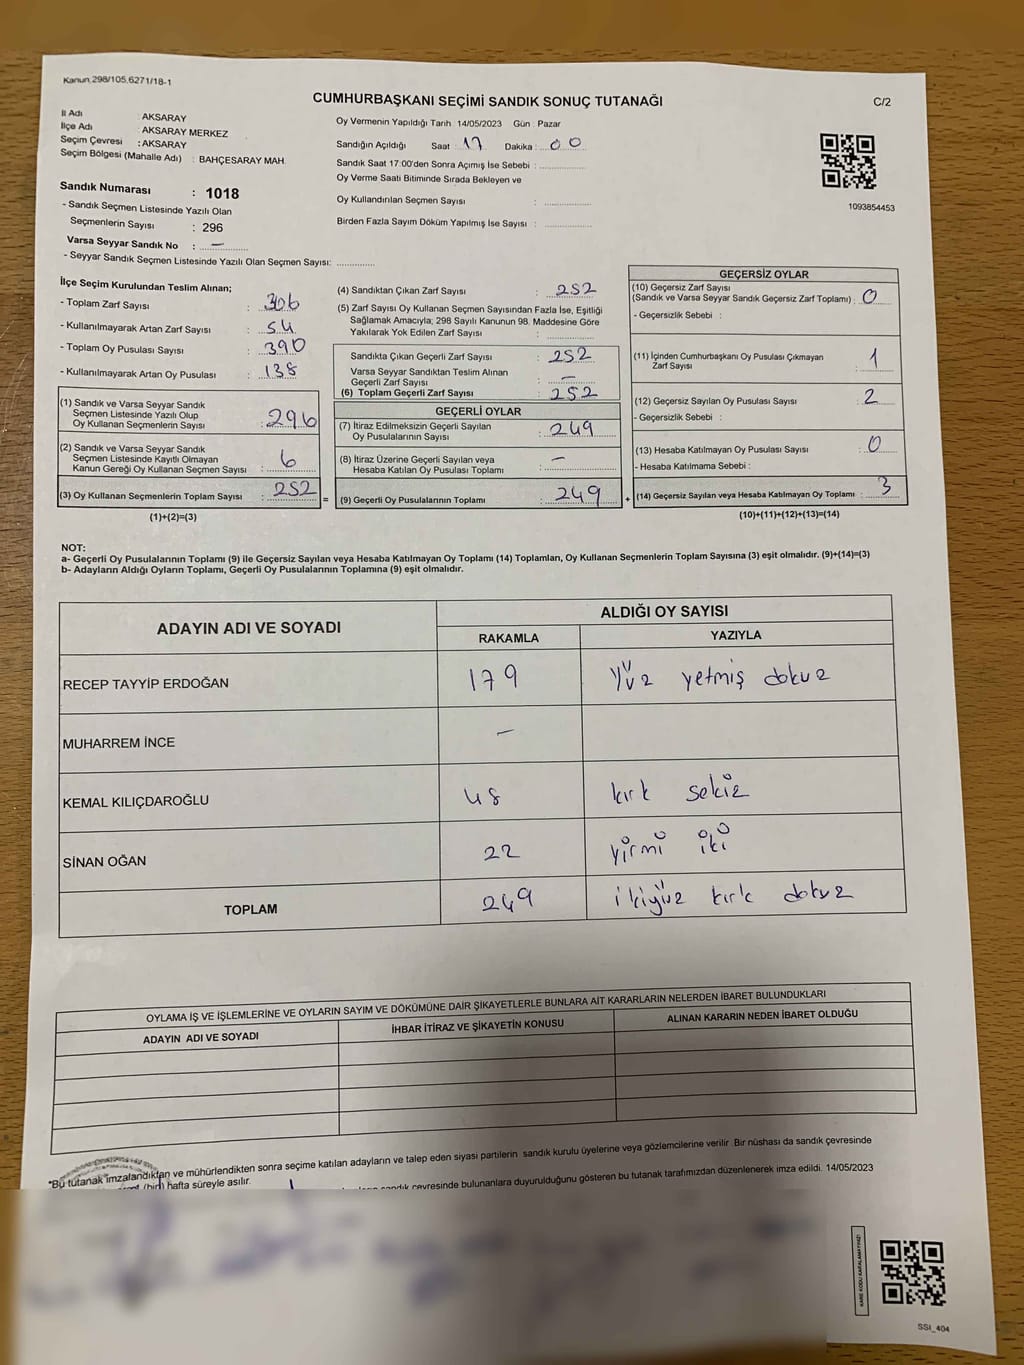 Kanun.298/105.6271/18-1
CUMHURBAŞKANI SEÇİMİ SANDIK SONUÇ TUTANAĞI
C/2
İl Adı : AKSARAY
İlçe Adı : AKSARAY MERKEZ
Seçim Çevresi : AKSARAY
Seçim Bölgesi (Mahalle Adı) : BAHÇESARAY MAH.
Sandık Numarası : 1018
- Sandık Seçmen Listesinde Yazılı Olan
Seçmenlerin Sayısı : 296
Varsa Seyyar Sandık No : —
- Seyyar Sandık Seçmen Listesinde Yazılı Olan Seçmen Sayısı:
Oy Vermenin Yapıldığı Tarih 14/05/2023 Gün : Pazar
Sandığın Açıldığı Saat : 17 Dakika : 00
Sandık Saat 17:00'den Sonra Açımış İse Sebebi :
Oy Verme Saati Bitiminde Sırada Bekleyen ve
Oy Kullandırılan Seçmen Sayısı :
Birden Fazla Sayım Döküm Yapılmış İse Sayısı :
1093854453
İlçe Seçim Kurulundan Teslim Alınan;
- Toplam Zarf Sayısı : 306
- Kullanılmayarak Artan Zarf Sayısı : 54
- Toplam Oy Pusulası Sayısı : 390
- Kullanılmayarak Artan Oy Pusulası : 138
(1) Sandık ve Varsa Seyyar Sandık
Seçmen Listesinde Yazılı Olup
Oy Kullanan Seçmenlerin Sayısı : 296
(2) Sandık ve Varsa Seyyar Sandık
Seçmen Listesinde Kayıtlı Olmayan
Kanun Gereği Oy Kullanan Seçmen Sayısı : 6
(3) Oy Kullanan Seçmenlerin Toplam Sayısı : 252
(1)+(2)=(3)
(4) Sandıktan Çıkan Zarf Sayısı : 252
(5) Zarf Sayısı Oy Kullanan Seçmen Sayısından Fazla İse, Eşitliği
Sağlamak Amacıyla; 298 Sayılı Kanunun 98. Maddesine Göre
Yakılarak Yok Edilen Zarf Sayısı :
Sandıkta Çıkan Geçerli Zarf Sayısı : 252
Varsa Seyyar Sandıktan Teslim Alınan
Geçerli Zarf Sayısı : —
(6) Toplam Geçerli Zarf Sayısı : 252
GEÇERLİ OYLAR
(7) İtiraz Edilmeksizin Geçerli Sayılan
Oy Pusulalarının Sayısı : 249
(8) İtiraz Üzerine Geçerli Sayılan veya
Hesaba Katılan Oy Pusulası Toplamı : —
= (9) Geçerli Oy Pusulalarının Toplamı : 249 +
GEÇERSİZ OYLAR
(10) Geçersiz Zarf Sayısı
(Sandık ve Varsa Seyyar Sandık Geçersiz Zarf Toplamı) : 0
- Geçersizlik Sebebi :
(11) İçinden Cumhurbaşkanı Oy Pusulası Çıkmayan
Zarf Sayısı : 1
(12) Geçersiz Sayılan Oy Pusulası Sayısı : 2
- Geçersizlik Sebebi :
(13) Hesaba Katılmayan Oy Pusulası Sayısı : 0
- Hesaba Katılmama Sebebi :
(14) Geçersiz Sayılan veya Hesaba Katılmayan Oy Toplamı : 3
(10)+(11)+(12)+(13)=(14)
NOT:
a- Geçerli Oy Pusulalarının Toplamı (9) ile Geçersiz Sayılan veya Hesaba Katılmayan Oy Toplamı (14) Toplamları, Oy Kullanan Seçmenlerin Toplam Sayısına (3) eşit olmalıdır. (9)+(14)=(3)
b- Adayların Aldığı Oyların Toplamı, Geçerli Oy Pusulalarının Toplamına (9) eşit olmalıdır.
ADAYIN ADI VE SOYADI
ALDIĞI OY SAYISI
RAKAMLA YAZIYLA
RECEP TAYYİP ERDOĞAN 179 Yüz yetmiş dokuz
MUHARREM İNCE —
KEMAL KILIÇDAROĞLU 48 kırk sekiz
SİNAN OĞAN 22 yirmi iki
TOPLAM 249 ikiyüz kırk dokuz
OYLAMA İŞ VE İŞLEMLERİNE VE OYLARIN SAYIM VE DÖKÜMÜNE DAİR ŞİKAYETLERLE BUNLARA AİT KARARLARIN NELERDEN İBARET BULUNDUKLARI
ADAYIN ADI VE SOYADI İHBAR İTİRAZ VE ŞİKAYETİN KONUSU ALINAN KARARIN NEDEN İBARET OLDUĞU
*Bu tutanak imzalandıktan ve mühürlendikten sonra seçime katılan adayların ve talep eden siyasi partilerin sandık kurulu üyelerine veya gözlemcilerine verilir. Bir nüshası da sandık çevresinde
(bir) hafta süreyle asılır.
sandık çevresinde bulunanlara duyurulduğunu gösteren bu tutanak tarafımızdan düzenlenerek imza edildi. 14/05/2023
KARE KODU KARALAMAYINIZ!
SSI_404